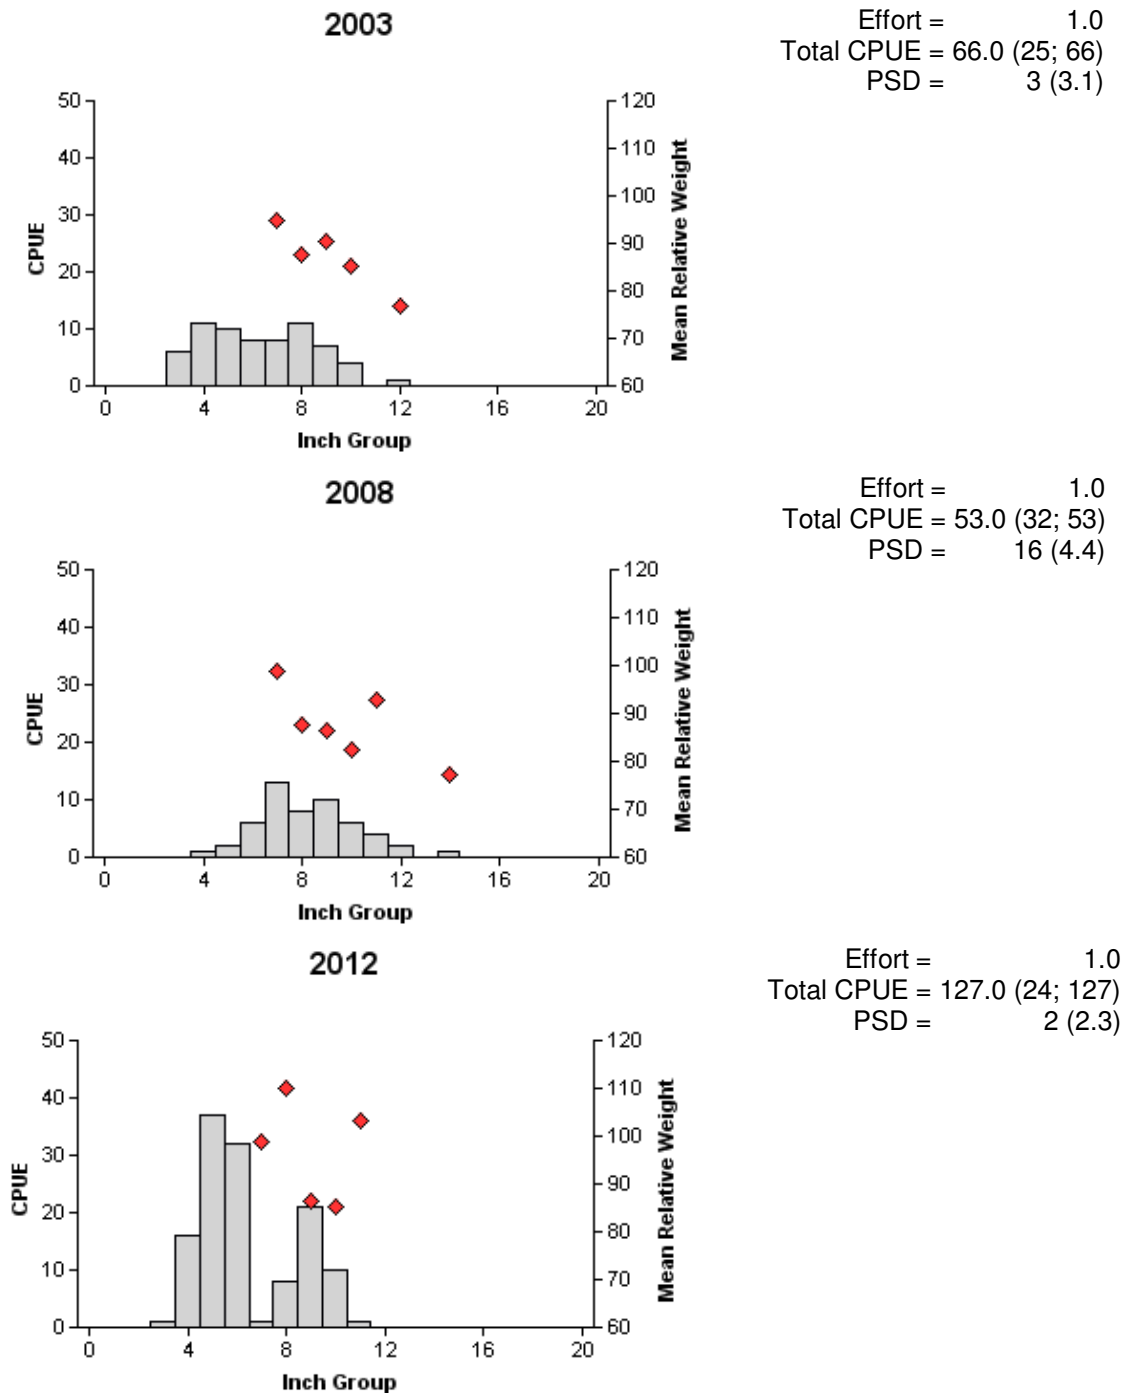 2003
Effort = 1.0
Total CPUE = 66.0 (25; 66)
PSD = 3 (3.1)
50
40
30
20
10
0
CPUE
120
110
100
90
80
70
60
Mean Relative Weight
0 4 8 12 16 20
Inch Group
2008
Effort = 1.0
Total CPUE = 53.0 (32; 53)
PSD = 16 (4.4)
50
40
30
20
10
0
CPUE
120
110
100
90
80
70
60
Mean Relative Weight
0 4 8 12 16 20
Inch Group
2012
Effort = 1.0
Total CPUE = 127.0 (24; 127)
PSD = 2 (2.3)
50
40
30
20
10
0
CPUE
120
110
100
90
80
70
60
Mean Relative Weight
0 4 8 12 16 20
Inch Group